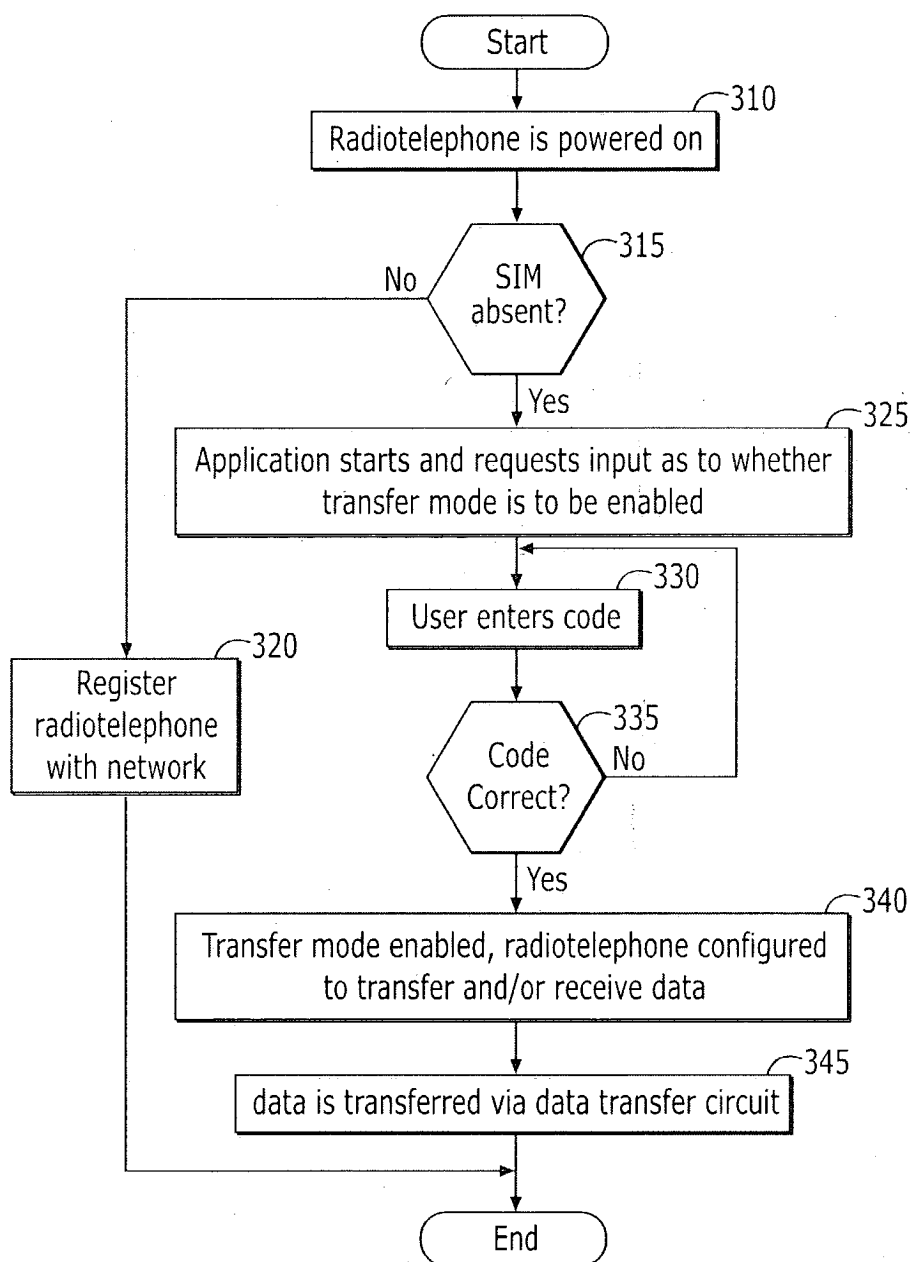 Start
310
Radiotelephone is powered on
315
SIM
absent?
No
Yes
325
Application starts and requests input as to whether
transfer mode is to be enabled
330
User enters code
320
Register
radiotelephone
with network
335
Code
Correct?
No
Yes
340
Transfer mode enabled, radiotelephone configured
to transfer and/or receive data
345
data is transferred via data transfer circuit
End